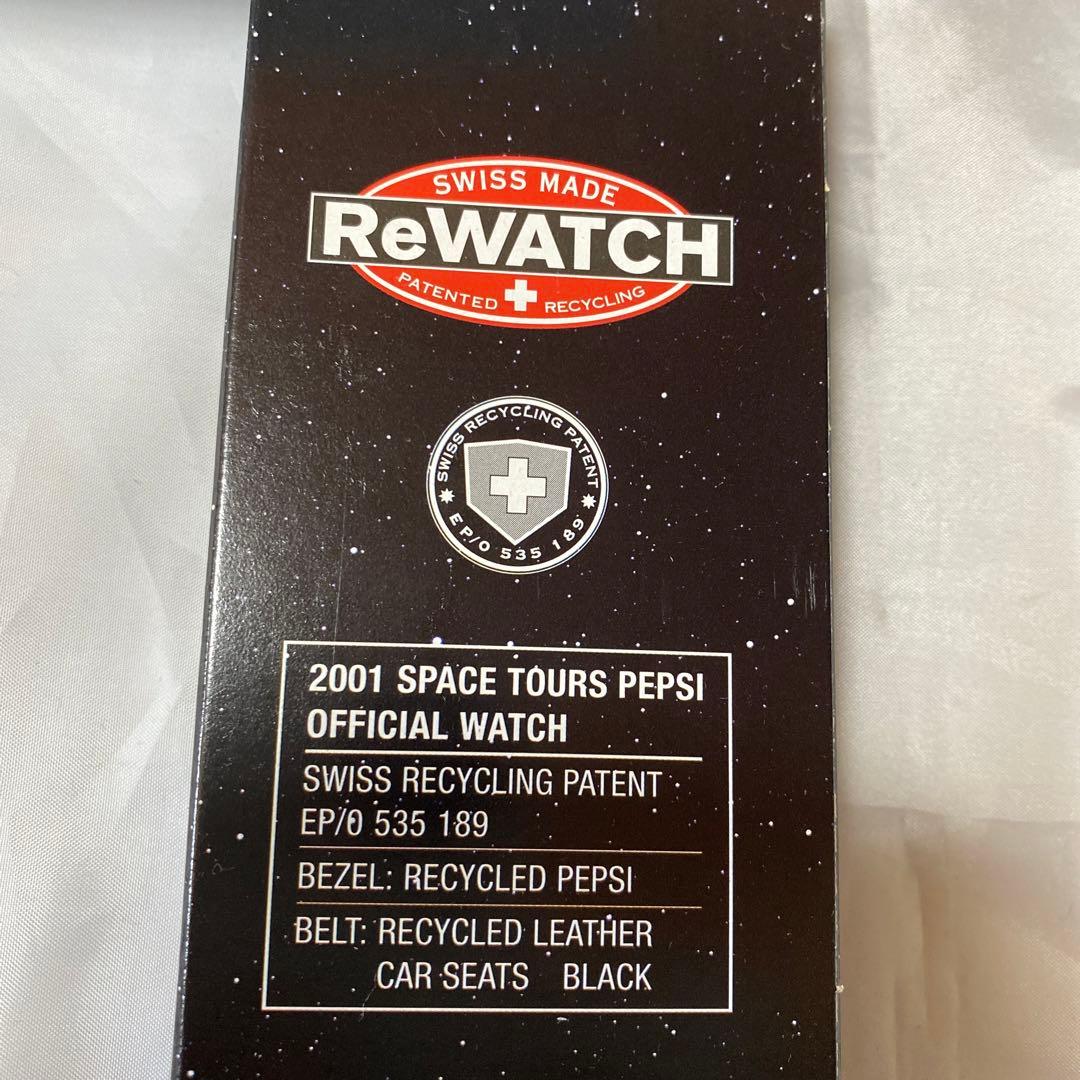 SWISS MADE
ReWATCH
PATENTED RECYCLING
SWISS RECYCLING PATENT
EP/0 535 189
2001 SPACE TOURS PEPSI
OFFICIAL WATCH
SWISS RECYCLING PATENT
EP/0 535 189
BEZEL: RECYCLED PEPSI
BELT: RECYCLED LEATHER
CAR SEATS BLACK